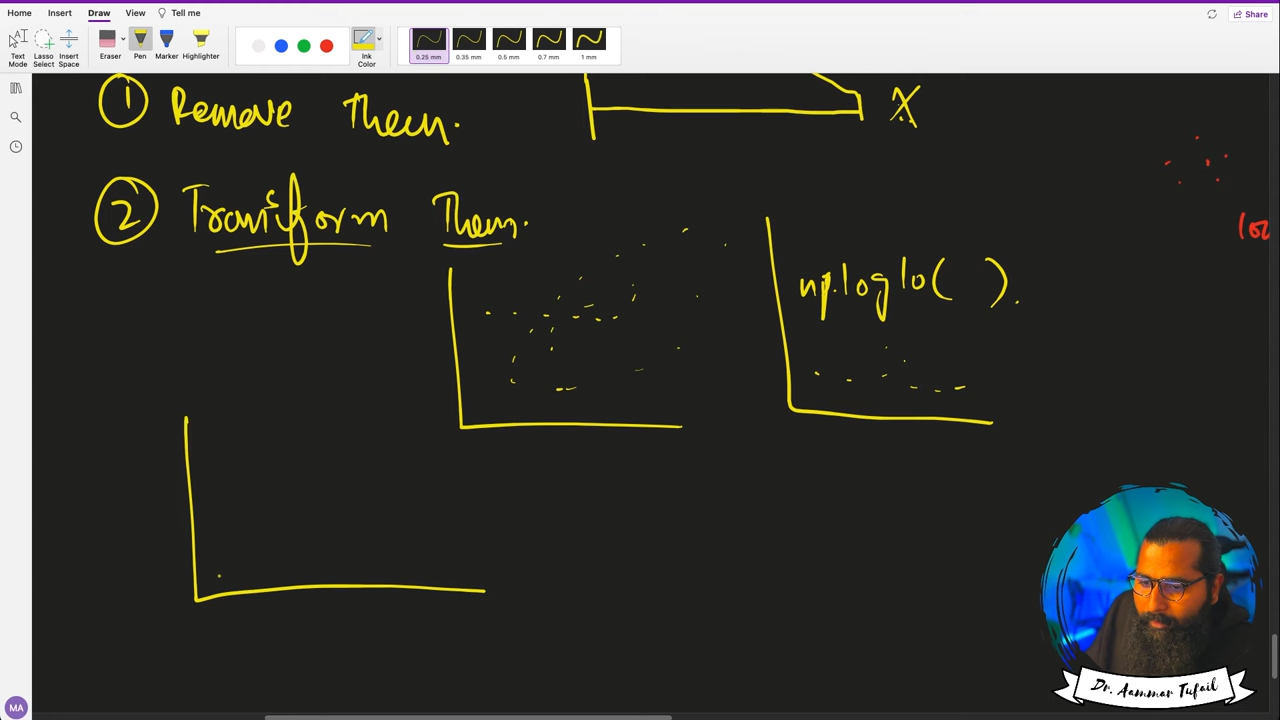 Home Insert Draw View Tell me Share
Text Mode Lasso Select Insert Space Eraser Pen Marker Highlighter Ink Color 0.25 mm 0.35 mm 0.5 mm 0.7 mm 1 mm
① Remove Them. X
② Transform Them.
np.log10( ).
MA
Dr. Aammar Tufail